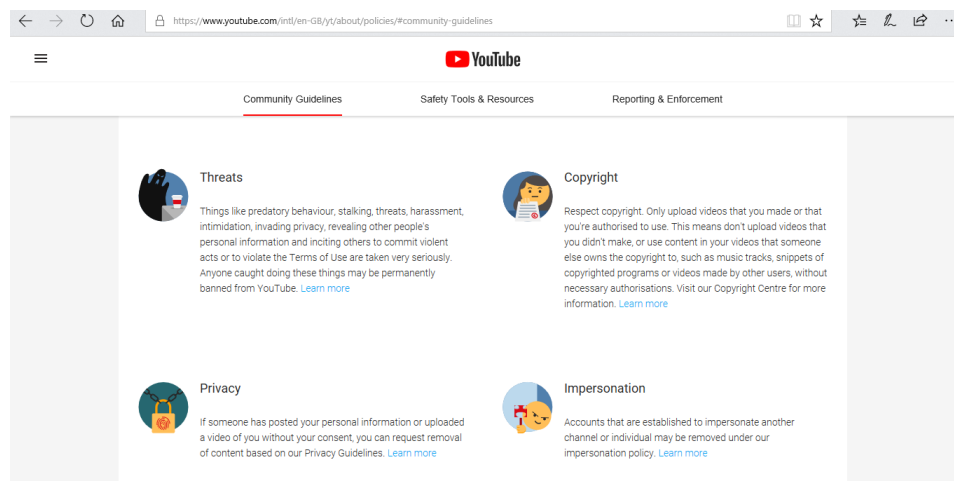 https://www.youtube.com/intl/en-GB/yt/about/policies/#community-guidelines
YouTube
Community Guidelines
Safety Tools & Resources
Reporting & Enforcement
Threats
Things like predatory behaviour, stalking, threats, harassment,
intimidation, invading privacy, revealing other people's
personal information and inciting others to commit violent
acts or to violate the Terms of Use are taken very seriously.
Anyone caught doing these things may be permanently
banned from YouTube. Learn more
Copyright
Respect copyright. Only upload videos that you made or that
you're authorised to use. This means don't upload videos that
you didn't make, or use content in your videos that someone
else owns the copyright to, such as music tracks, snippets of
copyrighted programs or videos made by other users, without
necessary authorisations. Visit our Copyright Centre for more
information. Learn more
Privacy
If someone has posted your personal information or uploaded
a video of you without your consent, you can request removal
of content based on our Privacy Guidelines. Learn more
Impersonation
Accounts that are established to impersonate another
channel or individual may be removed under our
impersonation policy. Learn more